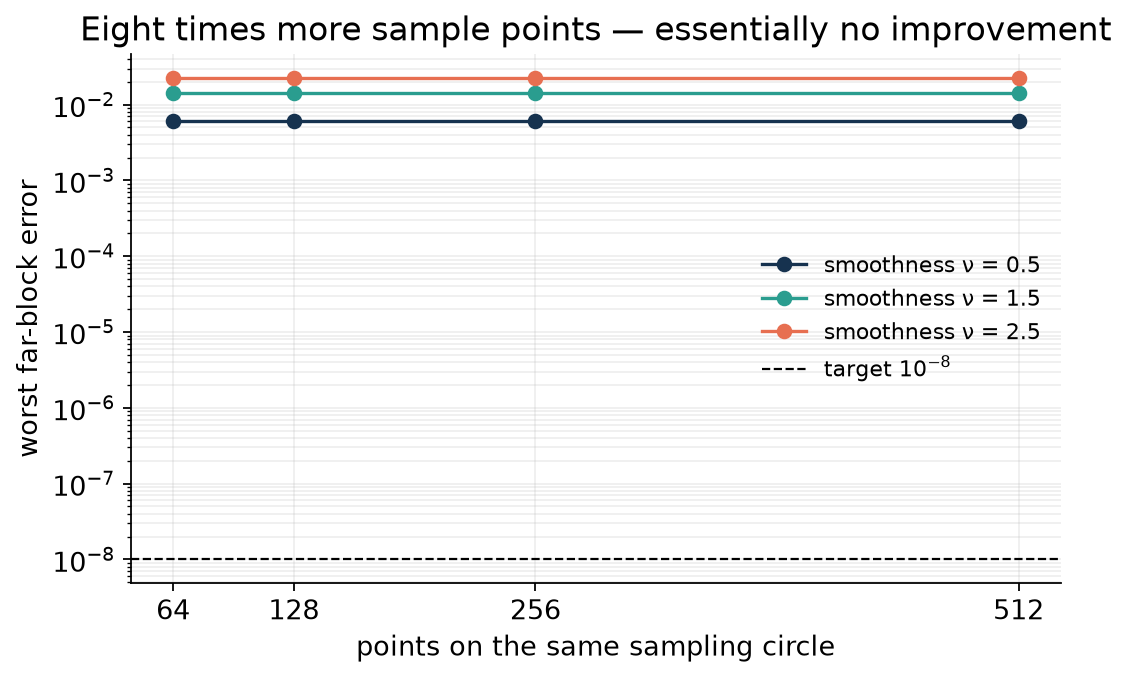 Eight times more sample points — essentially no improvement
worst far-block error
10⁻²
10⁻³
10⁻⁴
10⁻⁵
10⁻⁶
10⁻⁷
10⁻⁸
smoothness ν = 0.5
smoothness ν = 1.5
smoothness ν = 2.5
target 10⁻⁸
64 128 256 512
points on the same sampling circle